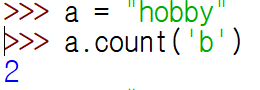 >>> a = "hobby"
>>> a.count('b')
2